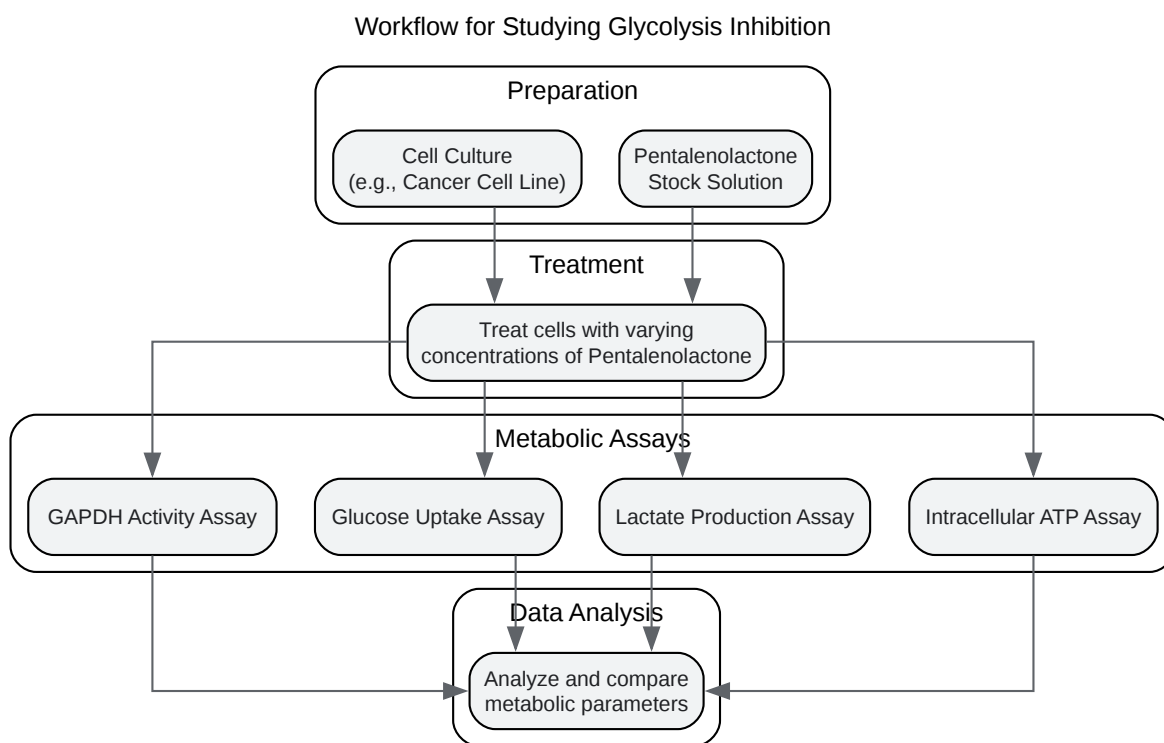 Workflow for Studying Glycolysis Inhibition
Preparation
Cell Culture
(e.g., Cancer Cell Line)
Pentalenolactone
Stock Solution
Treatment
Treat cells with varying
concentrations of Pentalenolactone
Metabolic Assays
GAPDH Activity Assay
Glucose Uptake Assay
Lactate Production Assay
Intracellular ATP Assay
Data Analysis
Analyze and compare
metabolic parameters